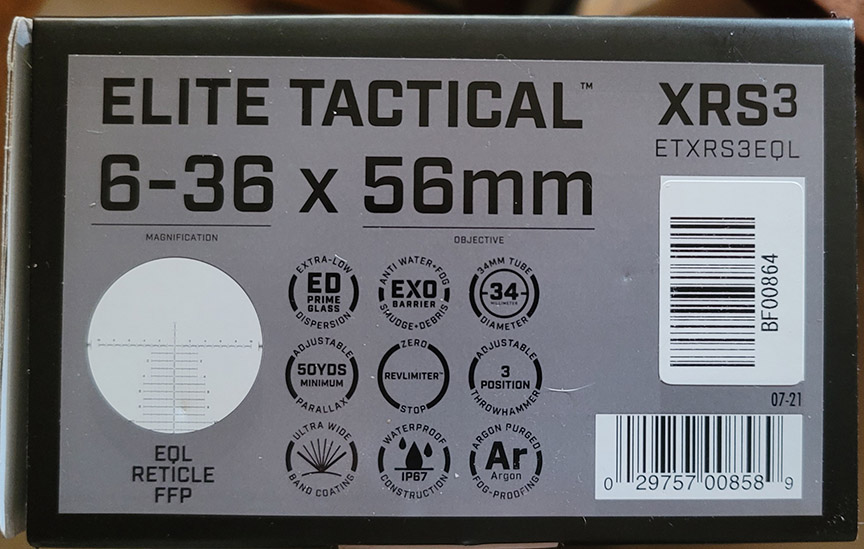 ELITE TACTICAL™
XRS3
ETXRS3EQL
6-36 x 56mm
MAGNIFICATION
OBJECTIVE
EXTRA-LOW
ED
PRIME
GLASS
DISPERSION
ANTI WATER+FOG
EXO
BARRIER
SMUDGE+DEBRIS
34MM TUBE
-34-
MILLIMETER
DIAMETER
BF00864
ADJUSTABLE
50YDS
MINIMUM
PARALLAX
ZERO
REVLIMITER™
STOP
ADJUSTABLE
3
POSITION
THROWHAMMER
07-21
EQL
RETICLE
FFP
ULTRA WIDE
BAND COATING
WATERPROOF
IP67
CONSTRUCTION
ARGON PURGED
Ar
Argon
FOG-PROOFING
0 29757 00858 9